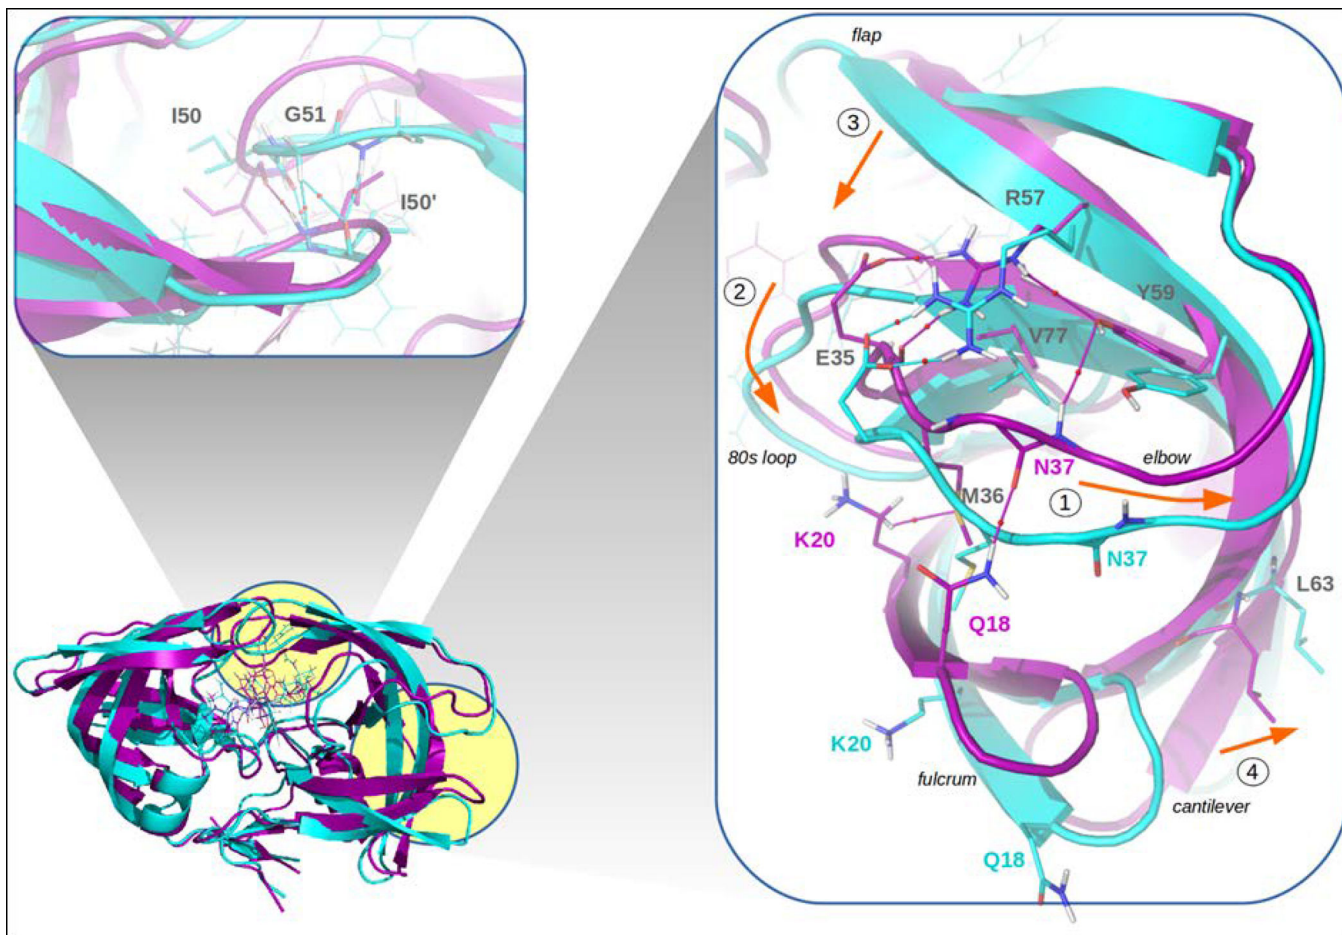 I50
G51
I50'
flap
3
R57
2
Y59
V77
E35
80s loop
N37
elbow
M36
1
K20
N37
L63
Q18
K20
fulcrum
4
cantilever
Q18